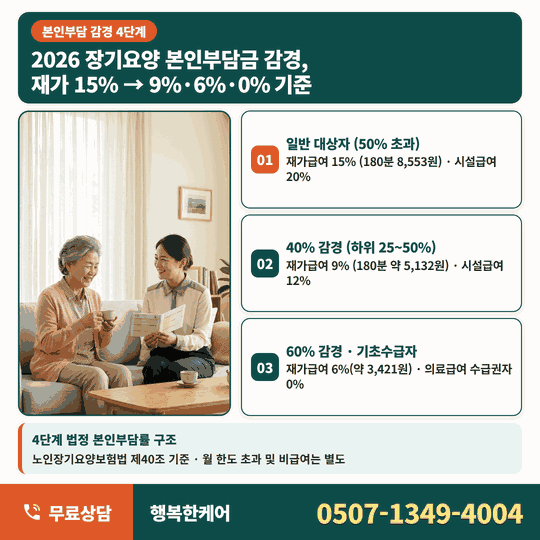 본인부담 감경 4단계
2026 장기요양 본인부담금 감경,
재가 15% → 9%·6%·0% 기준
01
일반 대상자 (50% 초과)
재가급여 15% (180분 8,553원) · 시설급여
20%
02
40% 감경 (하위 25~50%)
재가급여 9% (180분 약 5,132원) · 시설급여
12%
03
60% 감경 · 기초수급자
재가급여 6%(약 3,421원) · 의료급여 수급권자
0%
4단계 법정 본인부담률 구조
노인장기요양보험법 제40조 기준 · 월 한도 초과 및 비급여는 별도
무료상담
행복한케어
0507-1349-4004